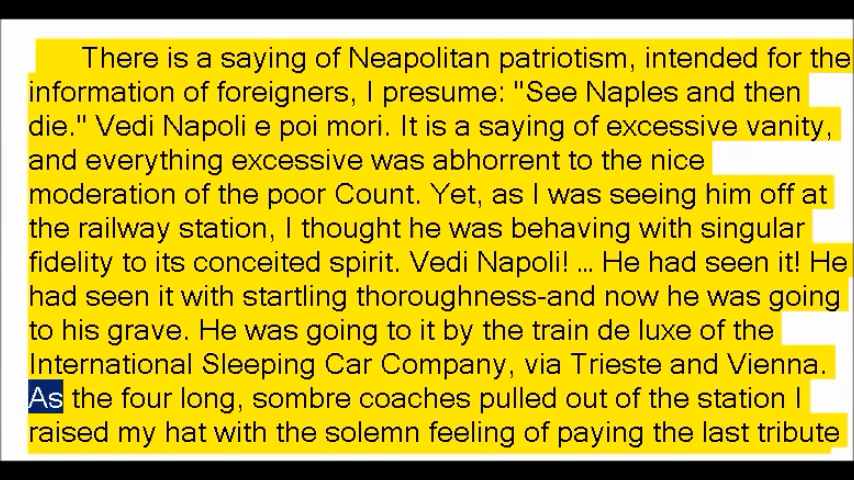 There is a saying of Neapolitan patriotism, intended for the
information of foreigners, I presume: "See Naples and then
die." Vedi Napoli e poi mori. It is a saying of excessive vanity,
and everything excessive was abhorrent to the nice
moderation of the poor Count. Yet, as I was seeing him off at
the railway station, I thought he was behaving with singular
fidelity to its conceited spirit. Vedi Napoli! ... He had seen it! He
had seen it with startling thoroughness-and now he was going
to his grave. He was going to it by the train de luxe of the
International Sleeping Car Company, via Trieste and Vienna.
As the four long, sombre coaches pulled out of the station I
raised my hat with the solemn feeling of paying the last tribute